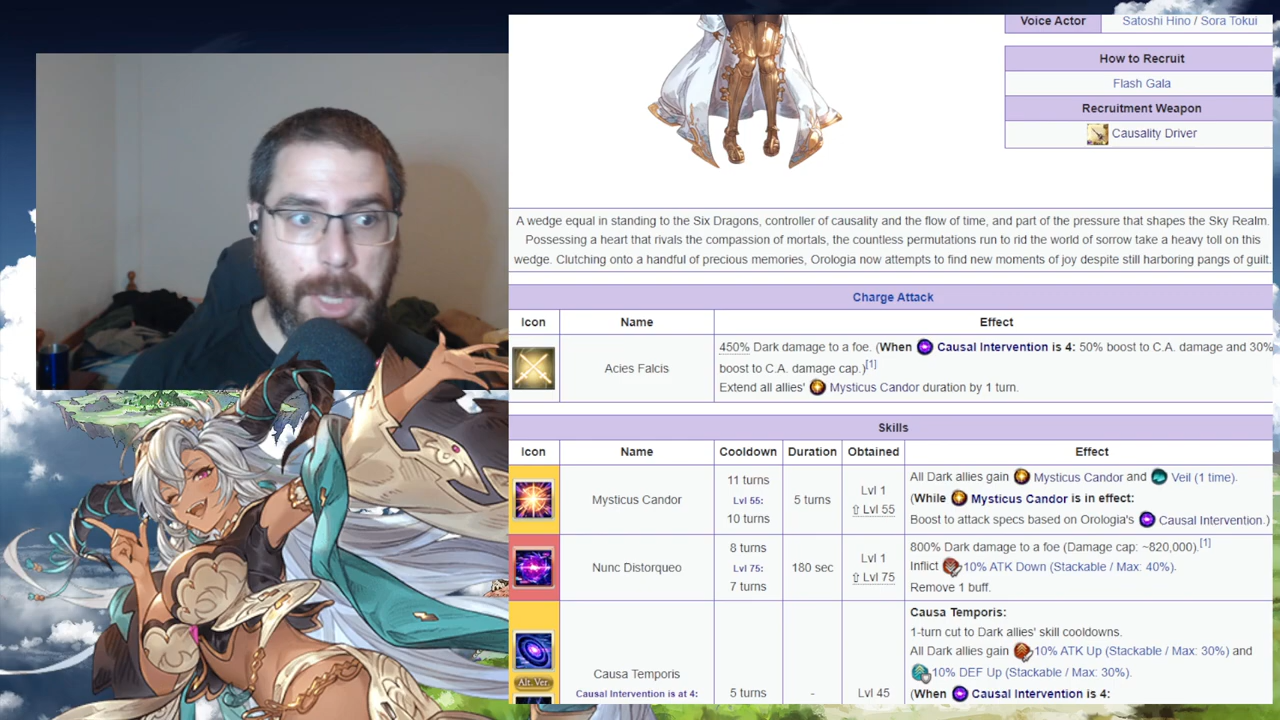 Voice Actor Satoshi Hino / Sora Tokui
How to Recruit
Flash Gala
Recruitment Weapon
Causality Driver
A wedge equal in standing to the Six Dragons, controller of causality and the flow of time, and part of the pressure that shapes the Sky Realm.
Possessing a heart that rivals the compassion of mortals, the countless permutations run to rid the world of sorrow take a heavy toll on this
wedge. Clutching onto a handful of precious memories, Orologia now attempts to find new moments of joy despite still harboring pangs of guilt.
Charge Attack
Icon Name Effect
Acies Falcis
450% Dark damage to a foe. (When Causal Intervention is 4: 50% boost to C.A. damage and 30%
boost to C.A. damage cap.)[1]
Extend all allies' Mysticus Candor duration by 1 turn.
Skills
Icon Name Cooldown Duration Obtained Effect
Mysticus Candor
11 turns
Lvl 55:
10 turns
5 turns
Lvl 1
⇧ Lvl 55
All Dark allies gain Mysticus Candor and Veil (1 time).
(While Mysticus Candor is in effect:
Boost to attack specs based on Orologia's Causal Intervention.)
Nunc Distorqueo
8 turns
Lvl 75:
7 turns
180 sec
Lvl 1
⇧ Lvl 75
800% Dark damage to a foe (Damage cap: ~820,000).[1]
Inflict 10% ATK Down (Stackable / Max: 40%).
Remove 1 buff.
Alt. Ver.
Causa Temporis
Causal Intervention is at 4:
5 turns
-
Lvl 45
Causa Temporis:
1-turn cut to Dark allies' skill cooldowns.
All Dark allies gain 10% ATK Up (Stackable / Max: 30%) and
10% DEF Up (Stackable / Max: 30%).
(When Causal Intervention is 4: